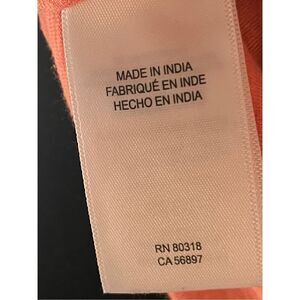 MADE IN INDIA
FABRIQUÉ EN INDE
HECHO EN INDIA
RN 80318
CA 56897